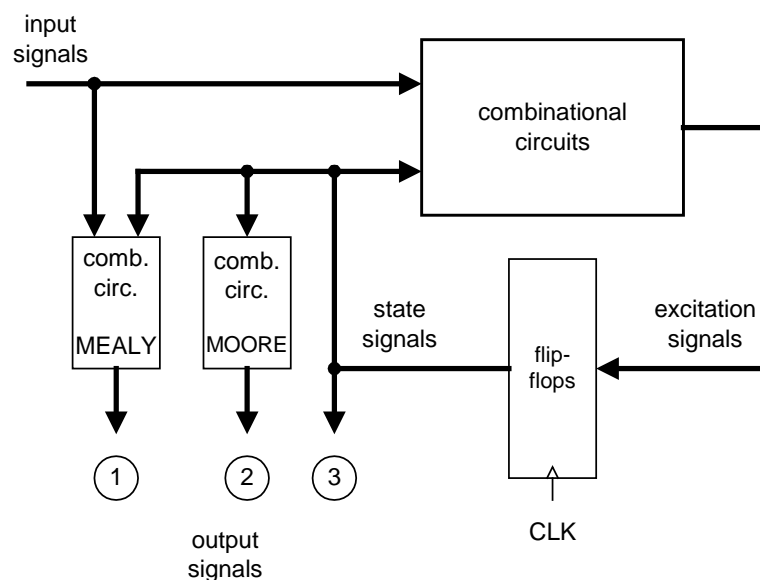 input
signals
combinational
circuits
comb.
circ.
MEALY
comb.
circ.
MOORE
state
signals
flip-
flops
excitation
signals
1
2
3
CLK
output
signals